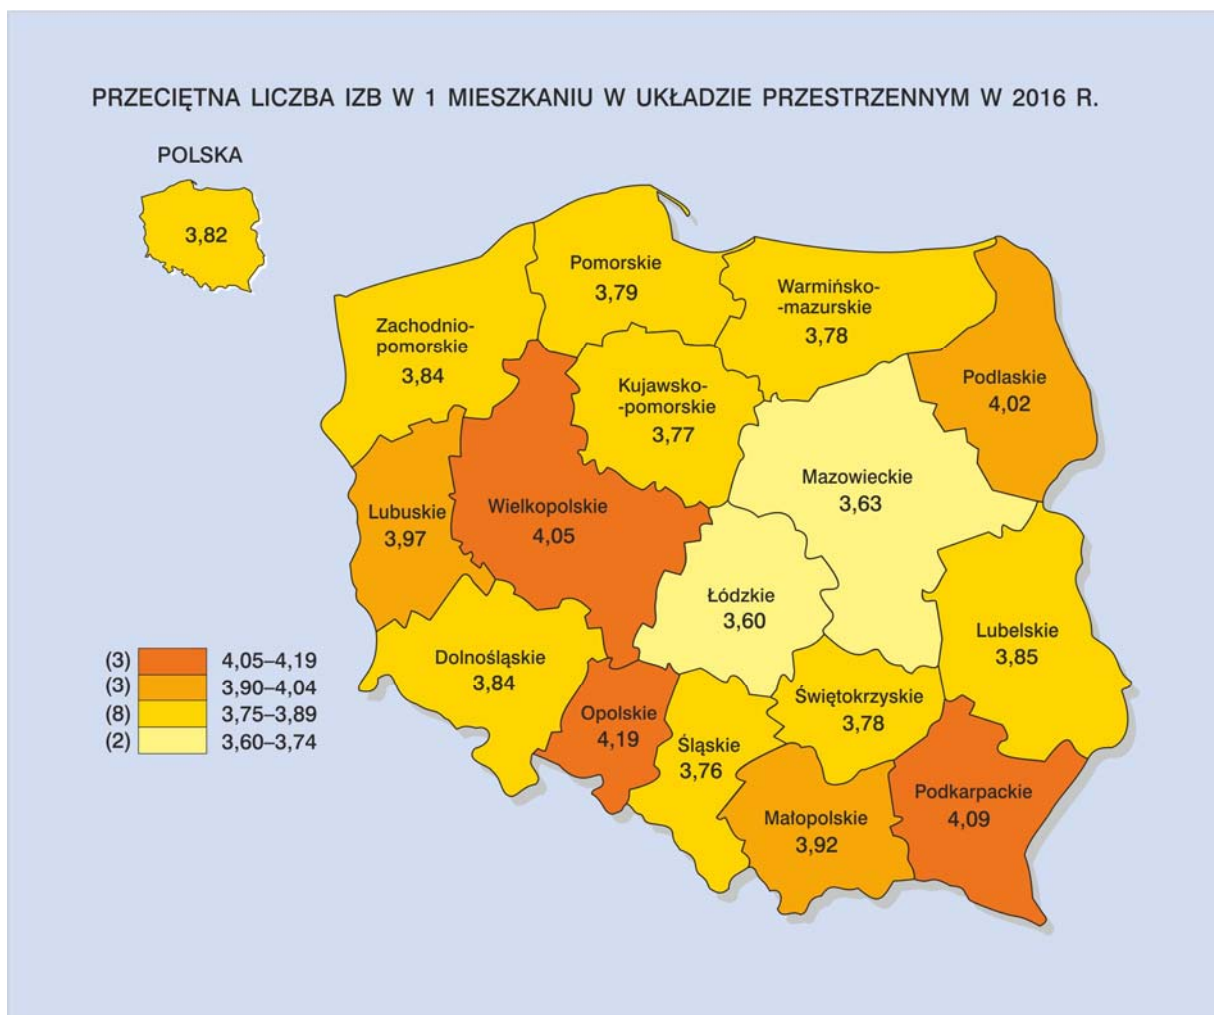 PRZECIĘTNA LICZBA IZB W 1 MIESZKANIU W UKŁADZIE PRZESTRZENNYM W 2016 R.
POLSKA
3,82
Pomorskie
3,79
Warmińsko-
-mazurskie
3,78
Zachodnio-
pomorskie
3,84
Kujawsko-
-pomorskie
3,77
Podlaskie
4,02
Mazowieckie
3,63
Lubuskie
3,97
Wielkopolskie
4,05
Łódzkie
3,60
Lubelskie
3,85
Dolnośląskie
3,84
Opolskie
4,19
Śląskie
3,76
Świętokrzyskie
3,78
Małopolskie
3,92
Podkarpackie
4,09
(3) 4,05–4,19
(3) 3,90–4,04
(8) 3,75–3,89
(2) 3,60–3,74